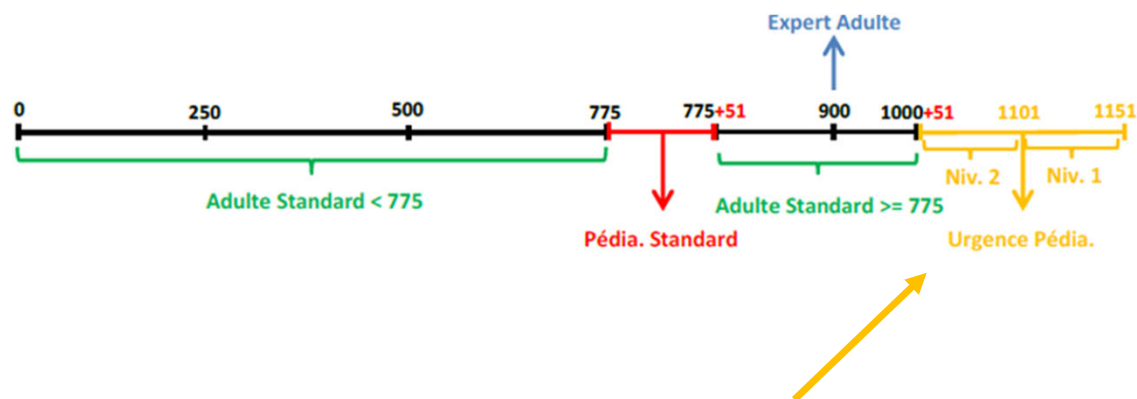 Expert Adulte
0 250 500 775 775+51 900 1000+51 1101 1151
Niv. 2 Niv. 1
Adulte Standard < 775 Adulte Standard >= 775
Pédia. Standard Urgence Pédia.